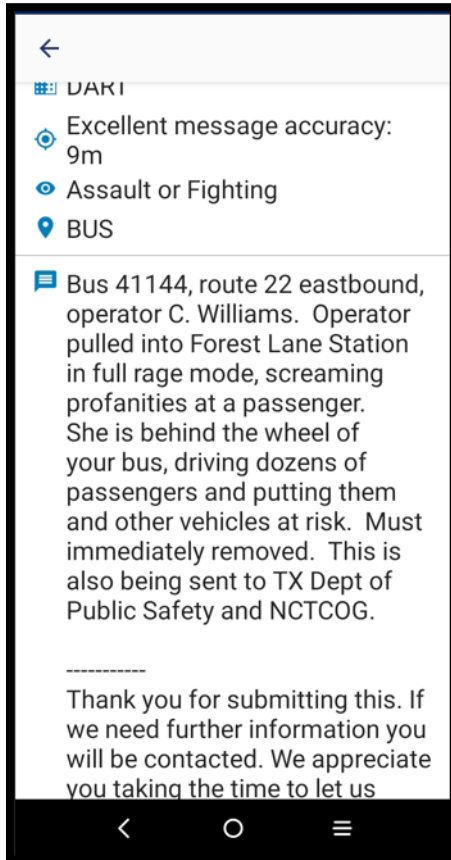 DART
Excellent message accuracy:
9m
Assault or Fighting
BUS
Bus 41144, route 22 eastbound,
operator C. Williams.  Operator
pulled into Forest Lane Station
in full rage mode, screaming
profanities at a passenger.
She is behind the wheel of
your bus, driving dozens of
passengers and putting them
and other vehicles at risk.  Must
immediately removed.  This is
also being sent to TX Dept of
Public Safety and NCTCOG.
-----------
Thank you for submitting this. If
we need further information you
will be contacted. We appreciate
you taking the time to let us